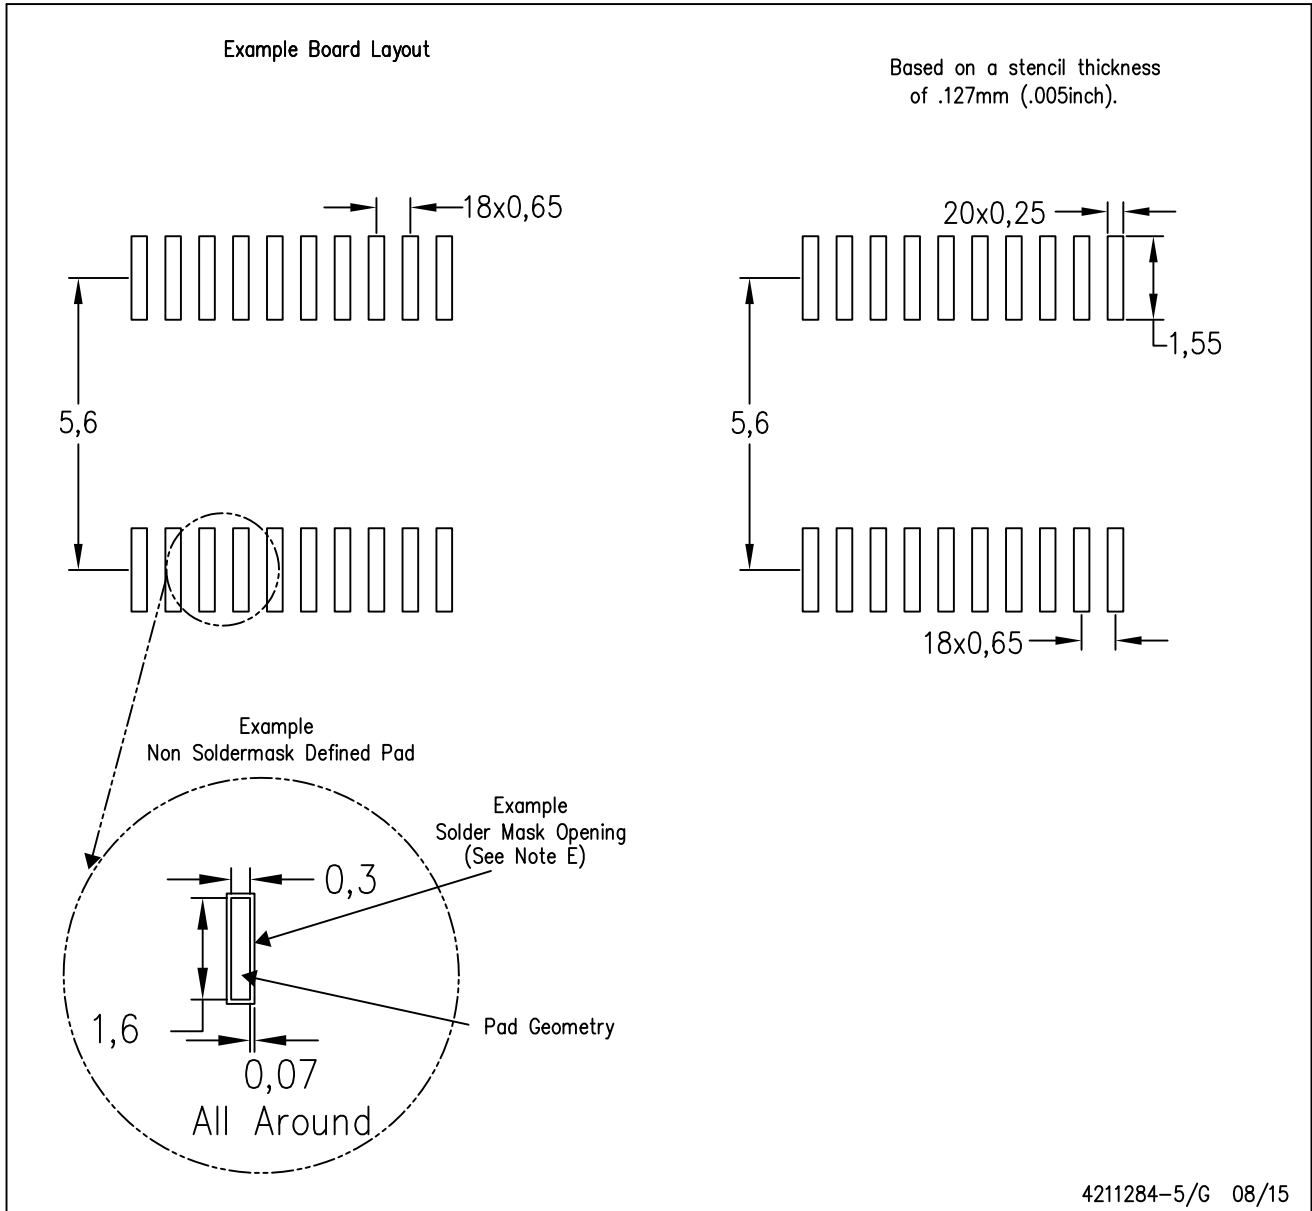 Example Board Layout
Based on a stencil thickness
of .127mm (.005inch).
18x0,65
20x0,25
1,55
5,6
5,6
18x0,65
Example
Non Soldermask Defined Pad
Example
Solder Mask Opening
(See Note E)
0,3
1,6
Pad Geometry
0,07
All Around
4211284-5/G 08/15